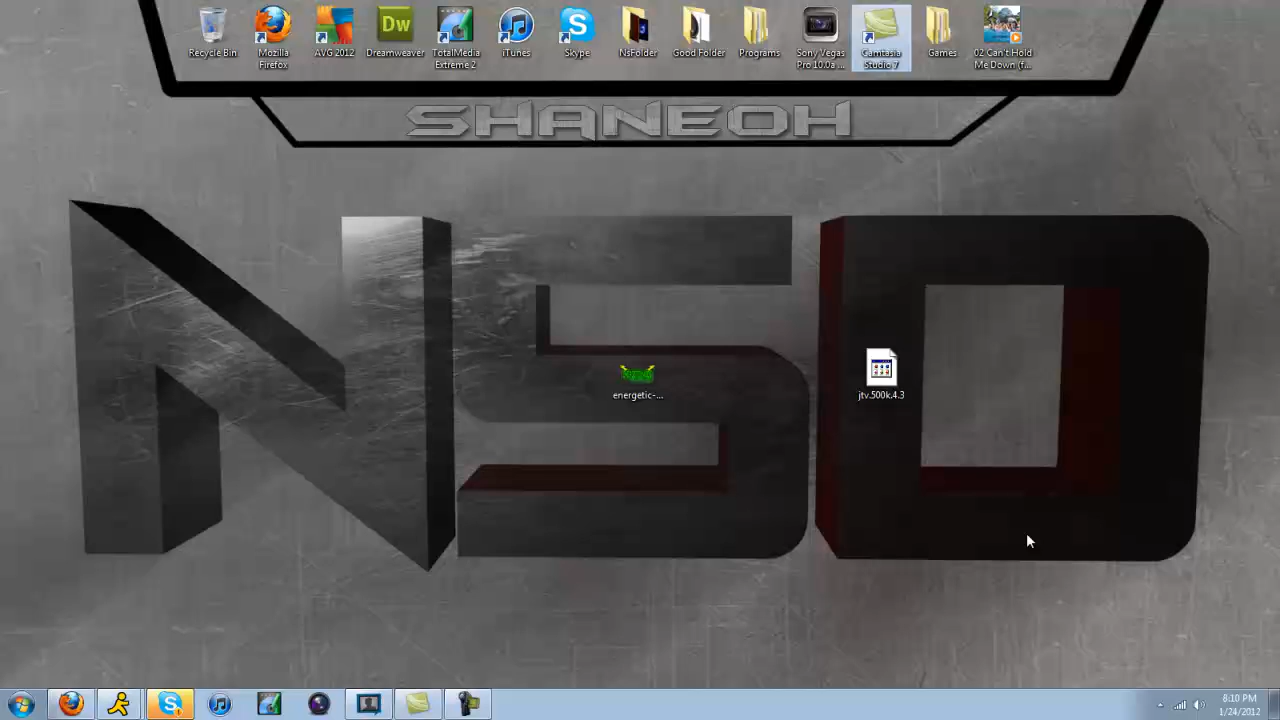 Recycle Bin
Mozilla
Firefox
AVG 2012
Dw
Dreamweaver
TotalMedia
Extreme 2
iTunes
Skype
NsFolder
Good Folder
Programs
Sony Vegas
Pro 10.0a ...
Camtasia
Studio 7
Games
02 Can't Hold
Me Down (f...
SHANEOH
NSO
energetic-...
jtv.500k.4.3
8:10 PM
1/24/2012